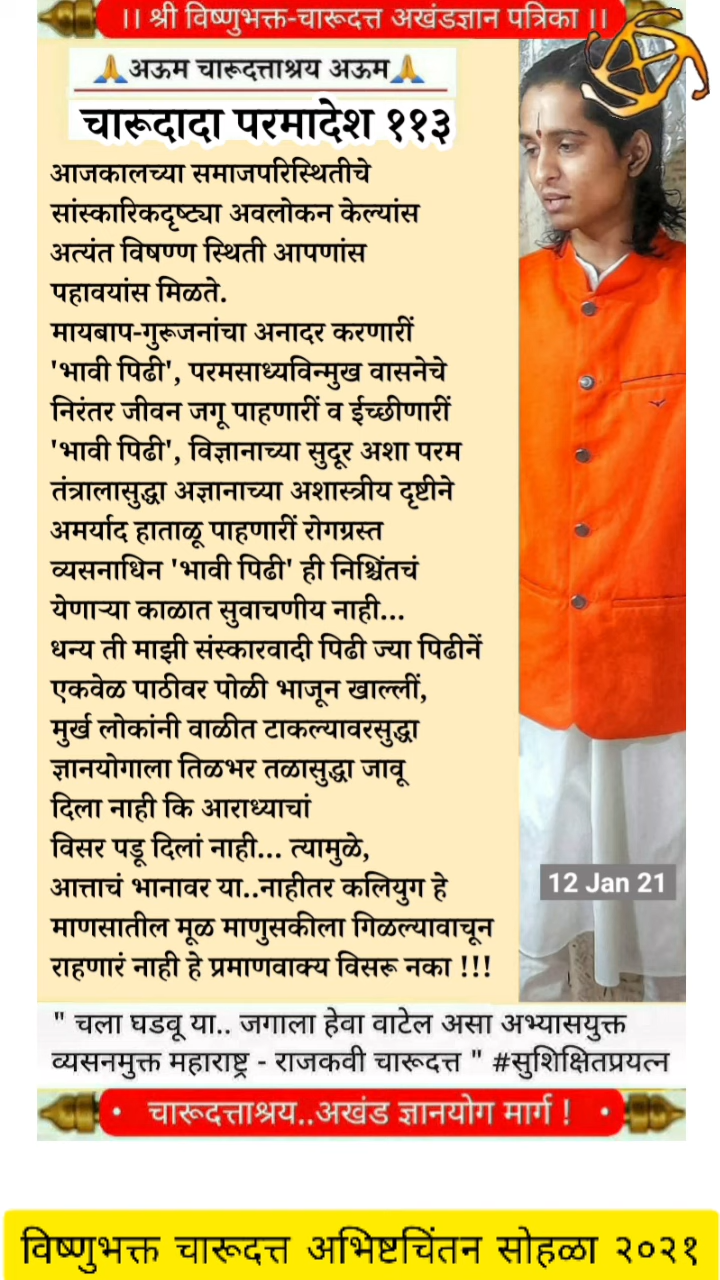 ।। श्री विष्णुभक्त-चारूदत्त अखंडज्ञान पत्रिका ।।
🙏अऊम चारूदत्ताश्रय अऊम🙏
चारूदादा परमादेश ११३
आजकालच्या समाजपरिस्थितीचे
सांस्कारिकदृष्ट्या अवलोकन केल्यांस
अत्यंत विषण्ण स्थिती आपणांस
पहावयांस मिळते.
मायबाप-गुरूजनांचा अनादर करणारीं
'भावी पिढी', परमसाध्यविन्मुख वासनेचे
निरंतर जीवन जगू पाहणारीं व ईच्छीणारीं
'भावी पिढी', विज्ञानाच्या सुदूर अशा परम
तंत्रालासुद्धा अज्ञानाच्या अशास्त्रीय दृष्टीने
अमर्याद हाताळू पाहणारीं रोगग्रस्त
व्यसनाधिन 'भावी पिढी' ही निश्चिंतचं
येणाऱ्या काळात सुवाचणीय नाही...
धन्य ती माझी संस्कारवादी पिढी ज्या पिढीनें
एकवेळ पाठीवर पोळी भाजून खाल्लीं,
मुर्ख लोकांनी वाळीत टाकल्यावरसुद्धा
ज्ञानयोगाला तिळभर तळासुद्धा जावू
दिला नाही कि आराध्याचां
विसर पडू दिलां नाही... त्यामुळे,
आत्ताचं भानावर या..नाहीतर कलियुग हे
माणसातील मूळ माणुसकीला गिळल्यावाचून
राहणारं नाही हे प्रमाणवाक्य विसरू नका !!!
12 Jan 21
" चला घडवू या.. जगाला हेवा वाटेल असा अभ्यासयुक्त
व्यसनमुक्त महाराष्ट्र - राजकवी चारूदत्त " #सुशिक्षितप्रयत्न
• चारूदत्ताश्रय..अखंड ज्ञानयोग मार्ग ! •
विष्णुभक्त चारूदत्त अभिष्टचिंतन सोहळा २०२१